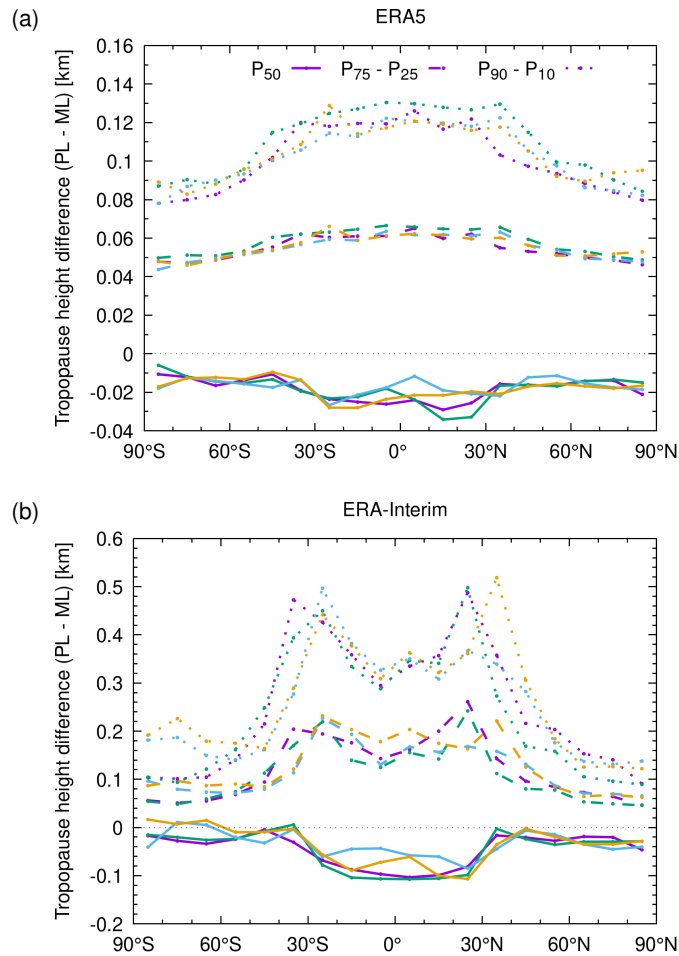 (a)
ERA5
Tropopause height difference (PL - ML) [km]
P50 P75 - P25 P90 - P10
0.16
0.14
0.12
0.1
0.08
0.06
0.04
0.02
0
-0.02
-0.04
90°S 60°S 30°S 0° 30°N 60°N 90°N
(b)
ERA-Interim
Tropopause height difference (PL - ML) [km]
0.6
0.5
0.4
0.3
0.2
0.1
0
-0.1
-0.2
90°S 60°S 30°S 0° 30°N 60°N 90°N